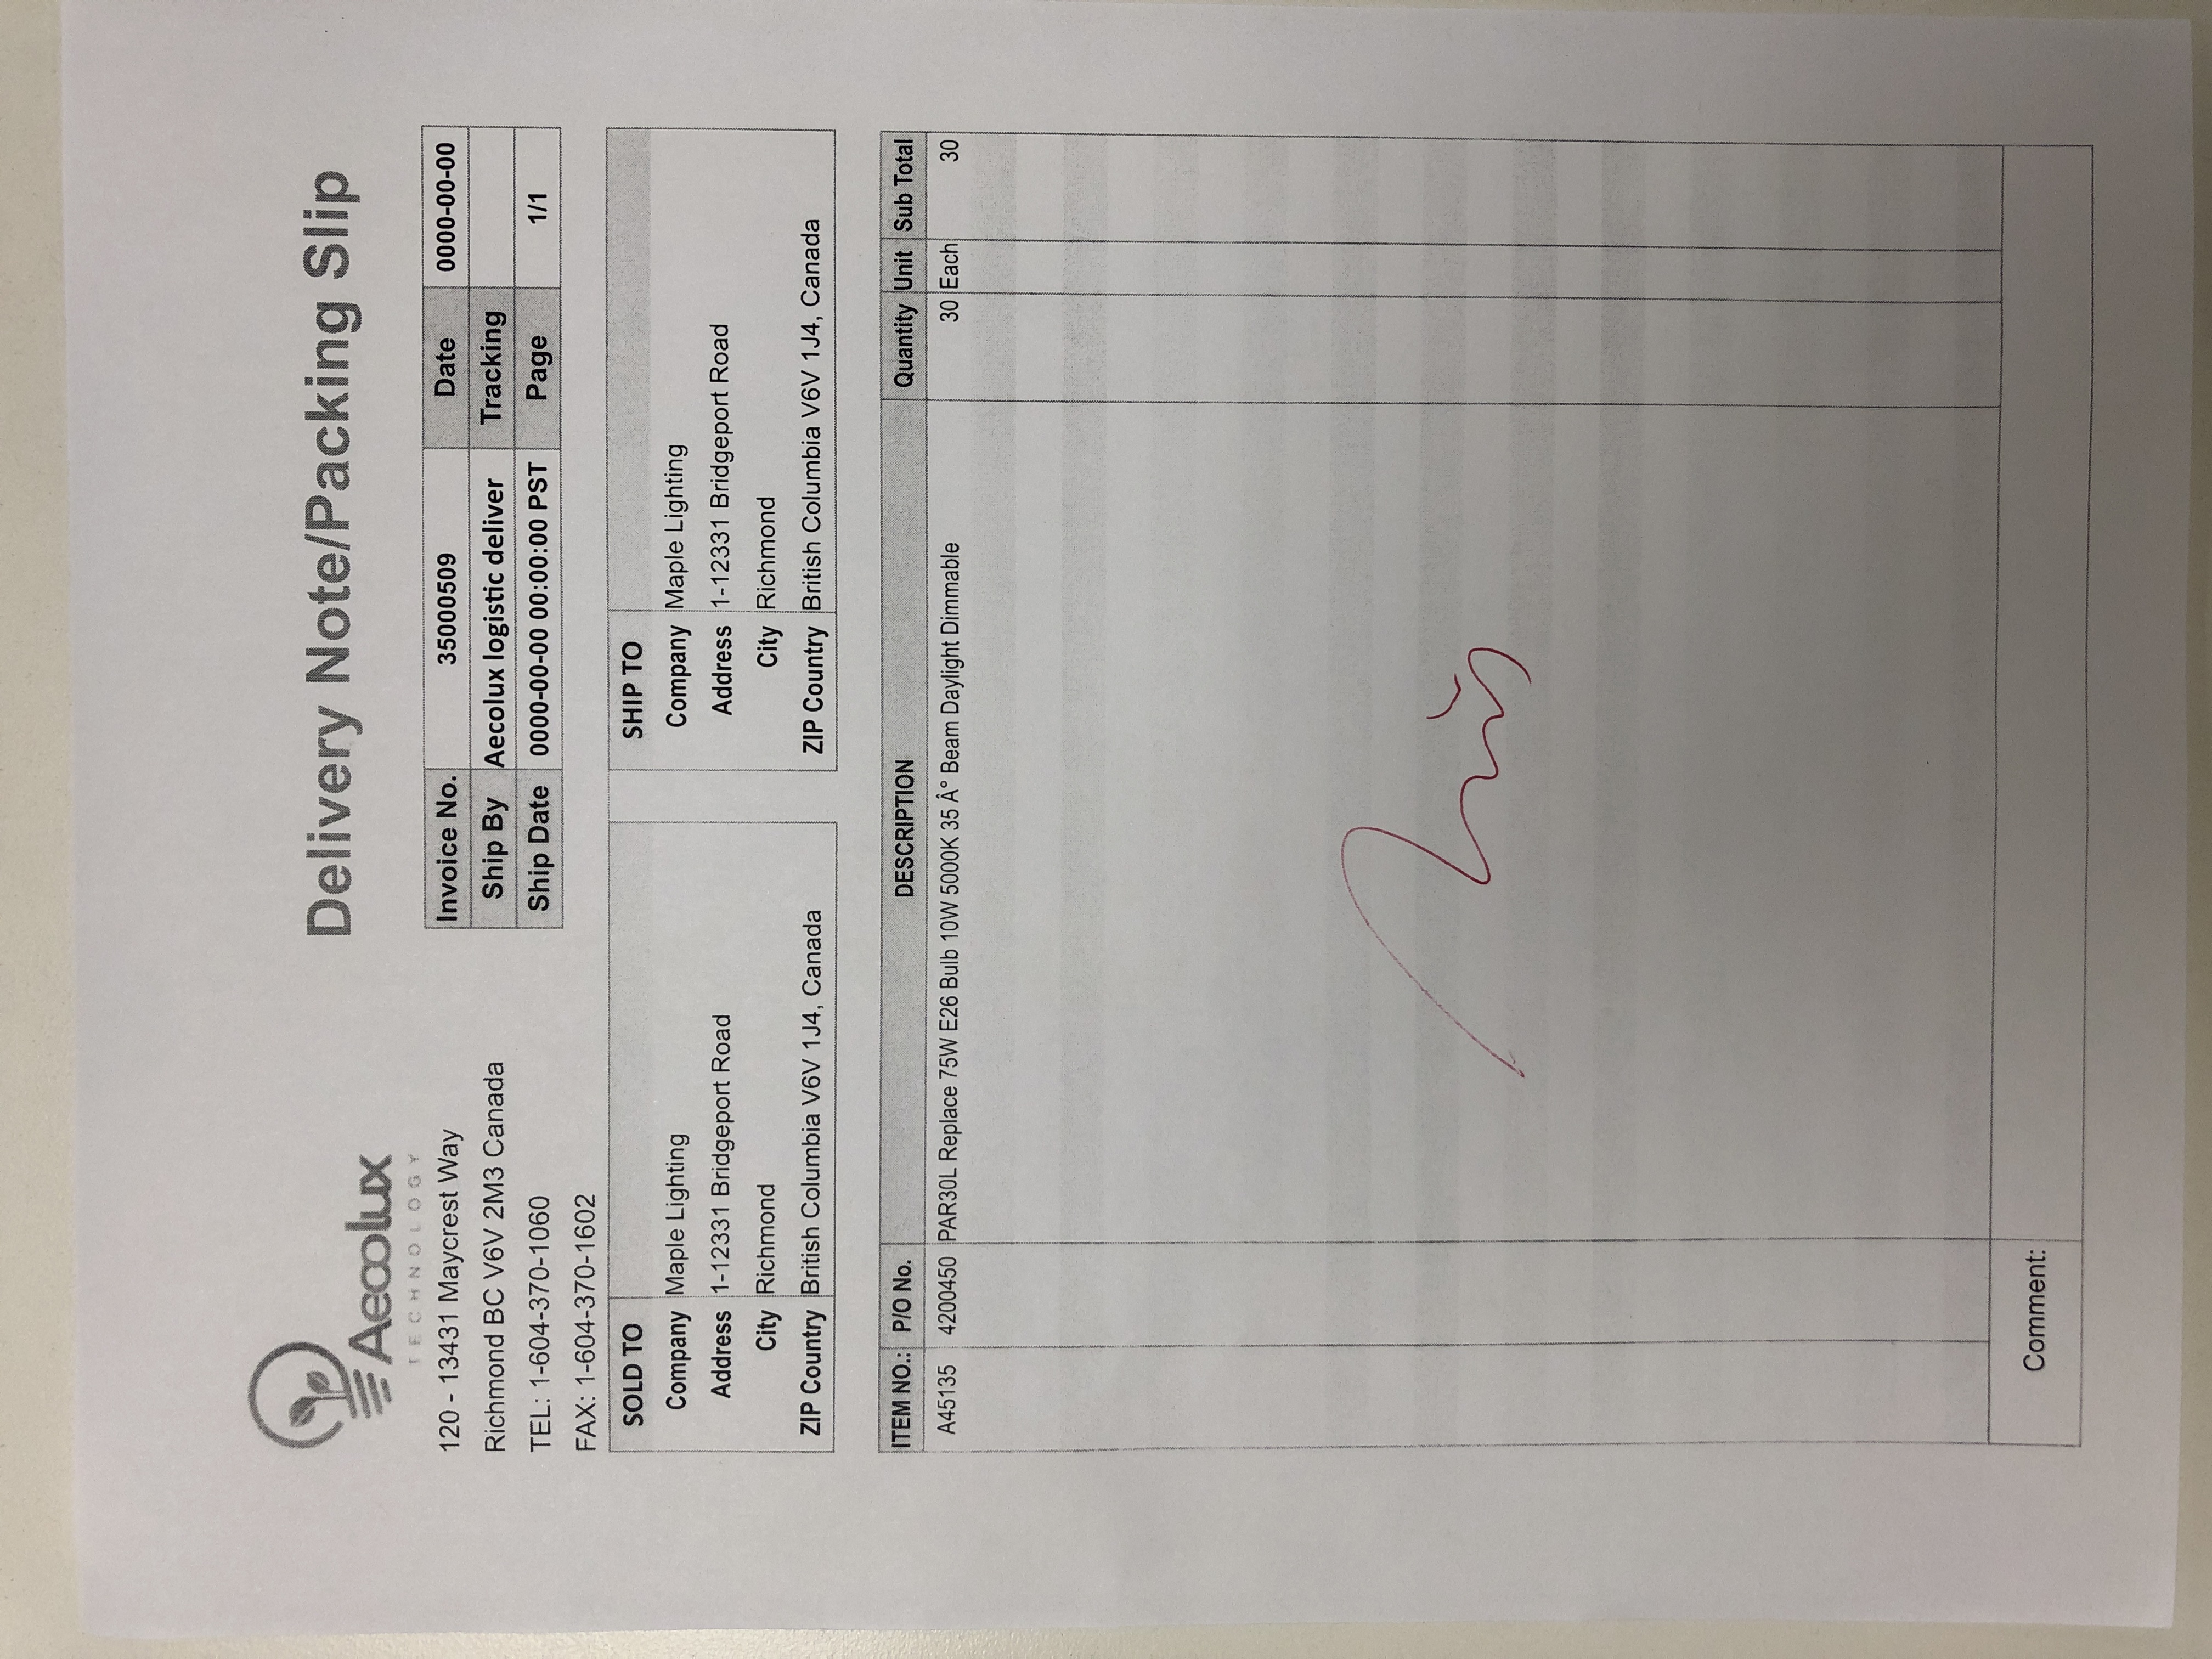 Aecolux
TECHNOLOGY
Delivery Note/Packing Slip
120 - 13431 Maycrest Way
Richmond BC V6V 2M3 Canada
TEL: 1-604-370-1060
FAX: 1-604-370-1602
Invoice No. 35000509 Date 0000-00-00
Ship By Aecolux logistic deliver Tracking
Ship Date 0000-00-00 00:00:00 PST Page 1/1
SOLD TO
Company Maple Lighting
Address 1-12331 Bridgeport Road
City Richmond
ZIP Country British Columbia V6V 1J4, Canada
SHIP TO
Company Maple Lighting
Address 1-12331 Bridgeport Road
City Richmond
ZIP Country British Columbia V6V 1J4, Canada
ITEM NO.: P/O No. DESCRIPTION Quantity Unit Sub Total
A45135 4200450 PAR30L Replace 75W E26 Bulb 10W 5000K 35 Â° Beam Daylight Dimmable 30 Each 30
Comment: